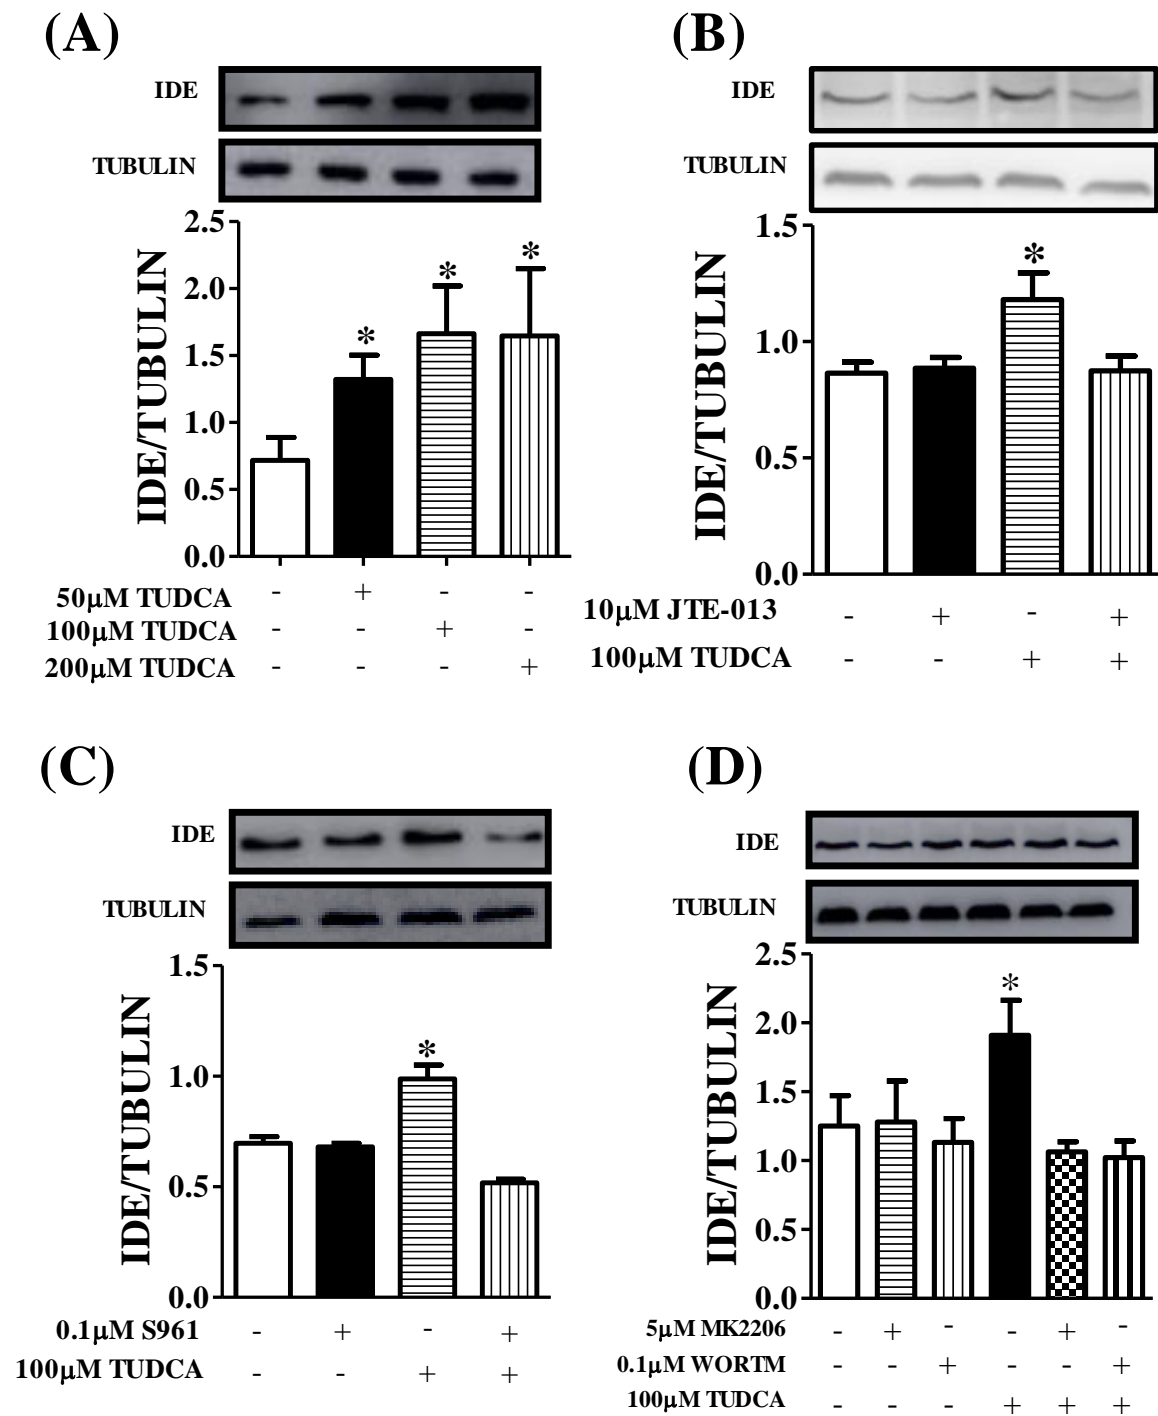 (A)
IDE
TUBULIN
IDE/TUBULIN
2.5
*
*
2.0
*
1.5
1.0
0.5
0.0
50μM TUDCA - + - -
100μM TUDCA - - + -
200μM TUDCA - - - +
(B)
IDE
TUBULIN
IDE/TUBULIN
1.5
*
1.0
0.5
0.0
10μM JTE-013 - + - +
100μM TUDCA - - + +
(C)
IDE
TUBULIN
IDE/TUBULIN
1.5
*
1.0
0.5
0.0
0.1μM S961 - + - +
100μM TUDCA - - + +
(D)
IDE
TUBULIN
IDE/TUBULIN
2.5
*
2.0
1.5
1.0
0.5
0.0
5μM MK2206 - + - - + -
0.1μM WORTM - - + - - +
100μM TUDCA - - - + + +